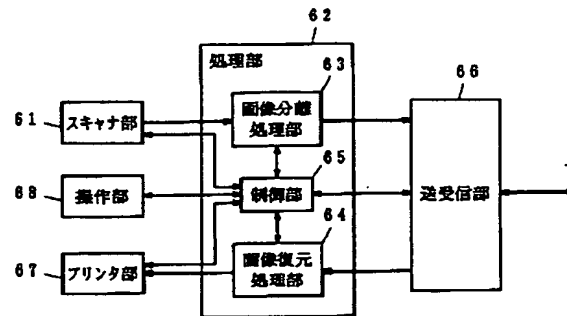 62
処理部
63
66
61
スキャナ部
画像分離
処理部
65
68
操作部
制御部
送受信部
64
67
プリンタ部
画像復元
処理部